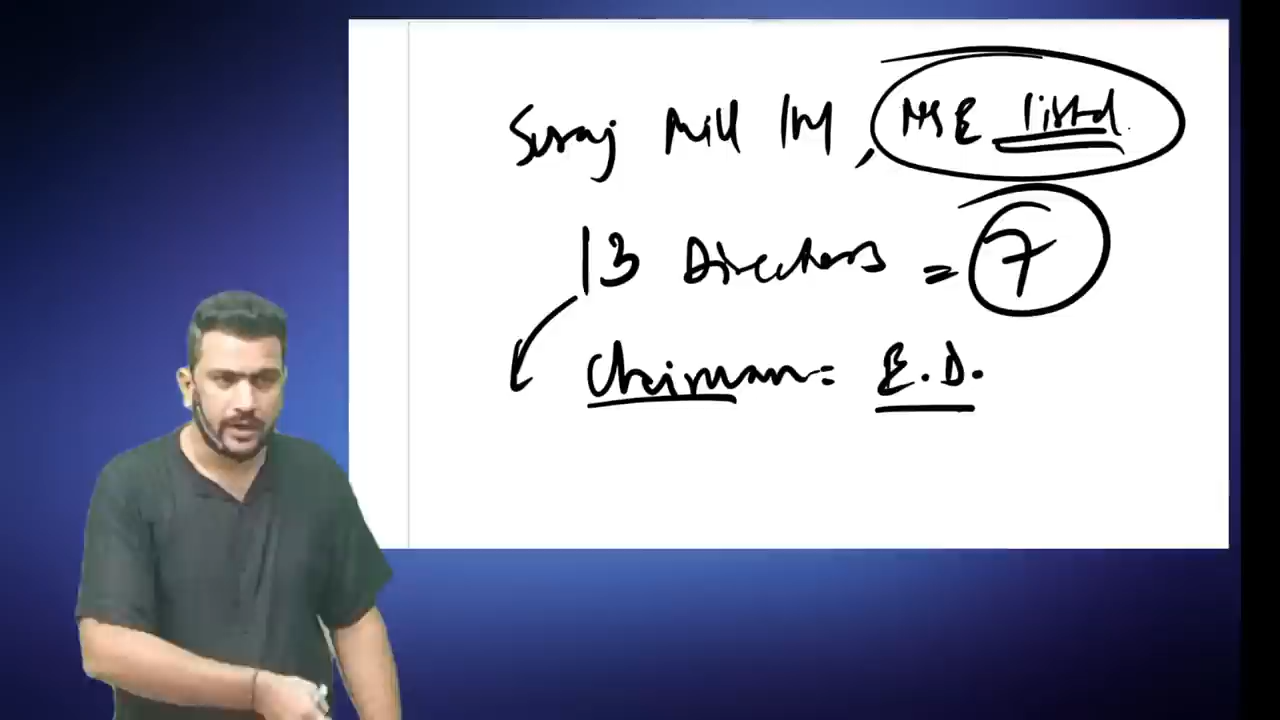 Suraj Mill ltd, NSE listed.
13 Directors = 7
Chairman = E.D.